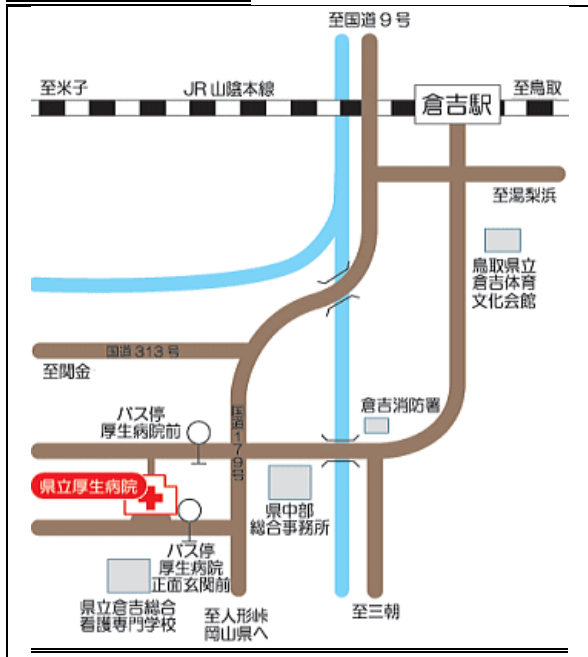 至国道9号
至米子
JR山陰本線
至鳥取
倉吉駅
至湯梨浜
鳥取県立
倉吉体育
文化会館
国道313号
至関金
倉吉消防署
バス停
厚生病院前
国道179号
県立厚生病院
県中部
総合事務所
バス停
厚生病院
正面玄関前
県立倉吉総合
看護専門学校
至人形峠
岡山県へ
至三朝